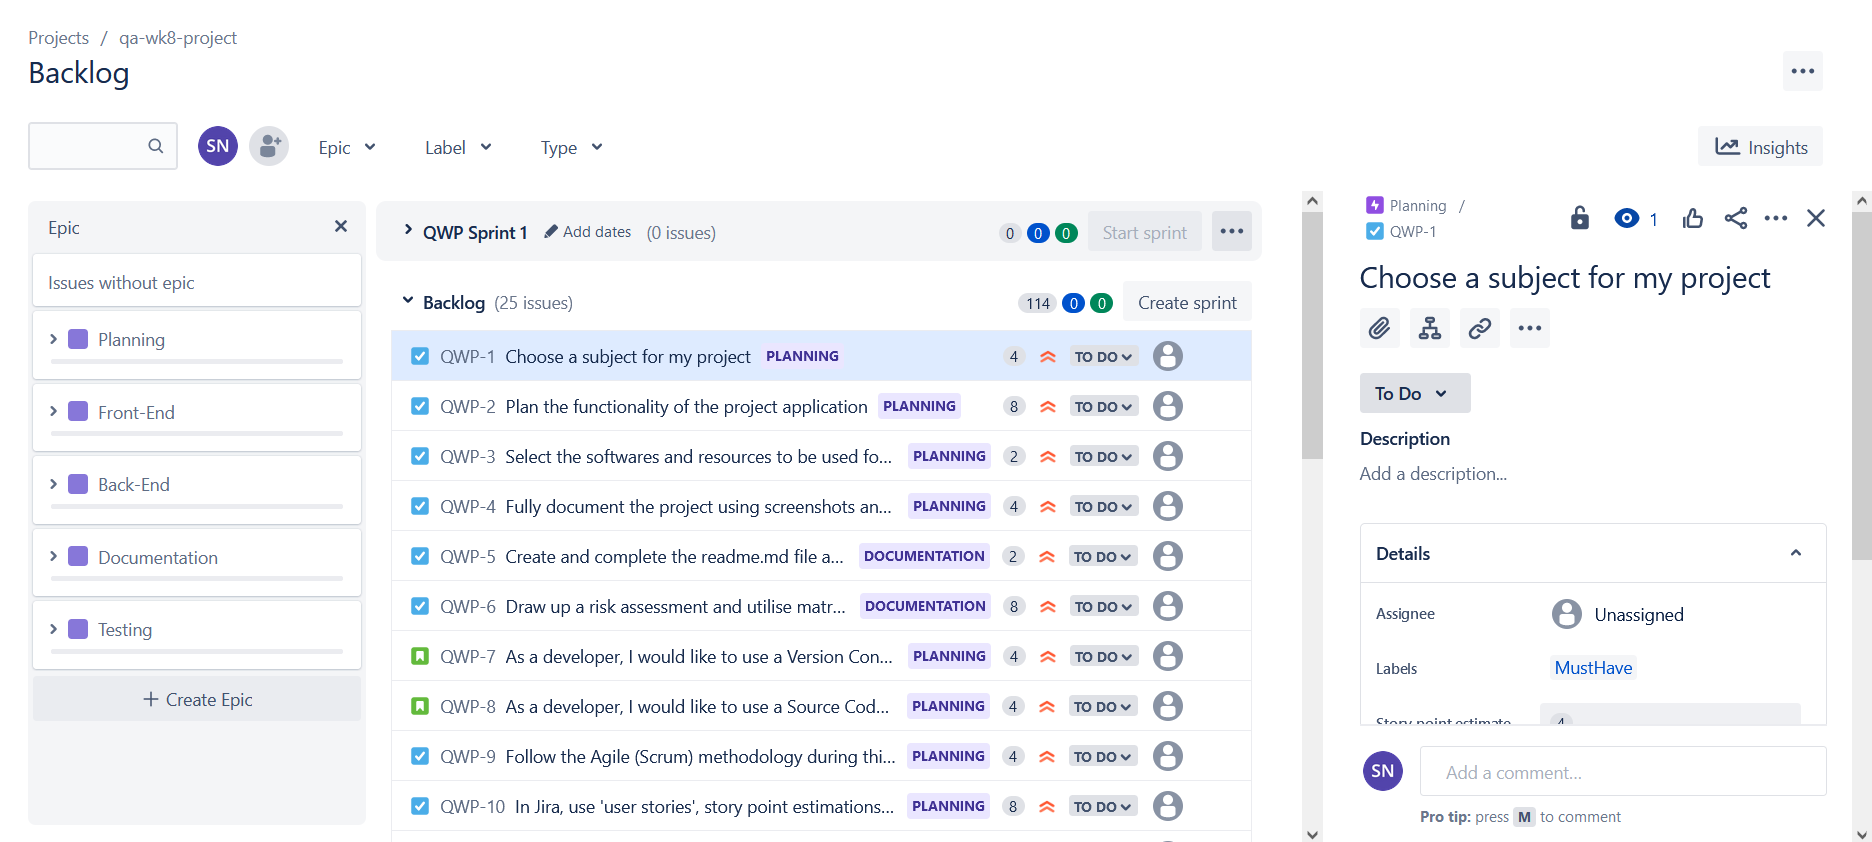 Projects / qa-wk8-project
Backlog
SN Epic Label Type Insights
Epic
Issues without epic
Planning
Front-End
Back-End
Documentation
Testing
+ Create Epic
QWP Sprint 1 Add dates (0 issues) 0 0 0 Start sprint
Backlog (25 issues) 114 0 0 Create sprint
QWP-1 Choose a subject for my project PLANNING 4 TO DO
QWP-2 Plan the functionality of the project application PLANNING 8 TO DO
QWP-3 Select the softwares and resources to be used fo... PLANNING 2 TO DO
QWP-4 Fully document the project using screenshots an... PLANNING 4 TO DO
QWP-5 Create and complete the readme.md file a... DOCUMENTATION 2 TO DO
QWP-6 Draw up a risk assessment and utilise matr... DOCUMENTATION 8 TO DO
QWP-7 As a developer, I would like to use a Version Con... PLANNING 4 TO DO
QWP-8 As a developer, I would like to use a Source Cod... PLANNING 4 TO DO
QWP-9 Follow the Agile (Scrum) methodology during thi... PLANNING 4 TO DO
QWP-10 In Jira, use 'user stories', story point estimations... PLANNING 8 TO DO
Planning /
QWP-1
1
Choose a subject for my project
To Do
Description
Add a description...
Details
Assignee Unassigned
Labels MustHave
Story point estimate 4
SN Add a comment...
Pro tip: press M to comment